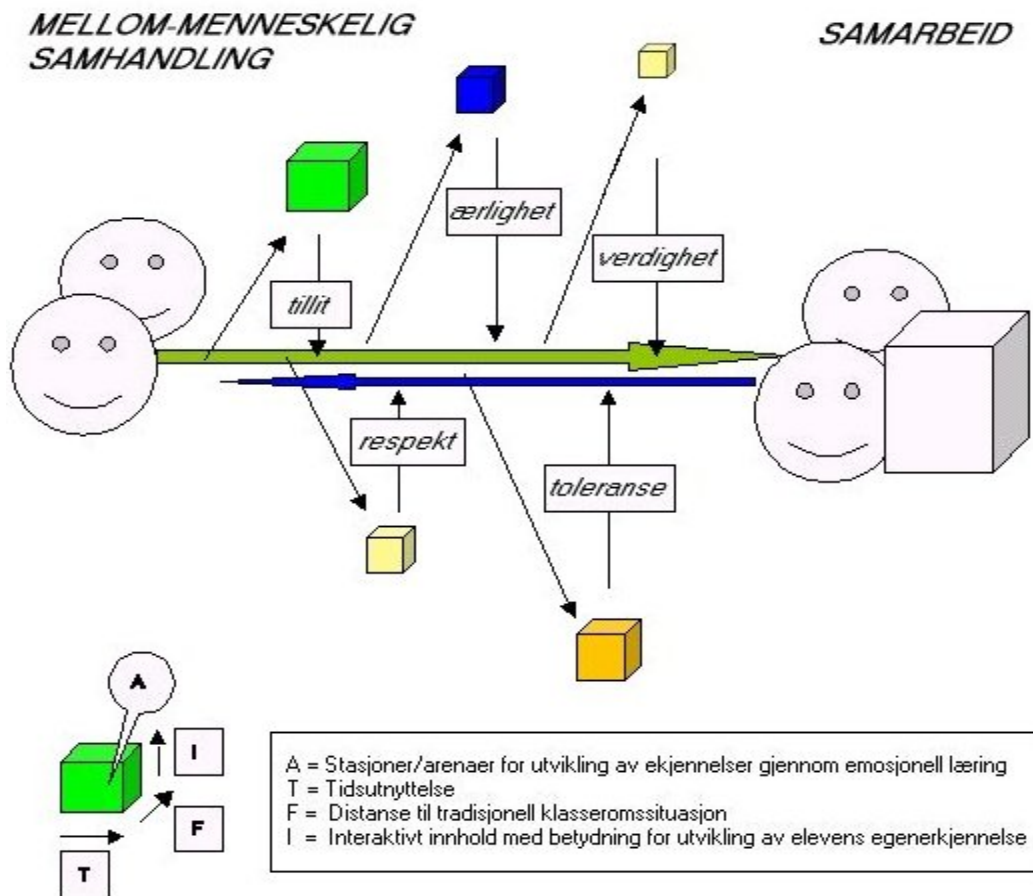 MELLOM-MENNESKELIG
SAMHANDLING
SAMARBEID
ærlighet
verdighet
tillit
respekt
toleranse
A
I
F
T
A = Stasjoner/arenaer for utvikling av ekjennelser gjennom emosjonell læring
T = Tidsutnyttelse
F = Distanse til tradisjonell klasseromssituasjon
I = Interaktivt innhold med betydning for utvikling av elevens egenerkjennelse